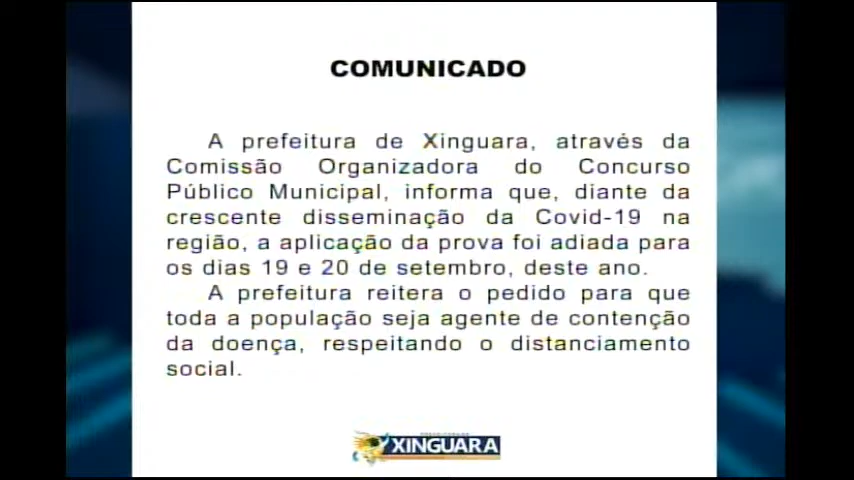 COMUNICADO
A prefeitura de Xinguara, através da
Comissão Organizadora do Concurso
Público Municipal, informa que, diante da
crescente disseminação da Covid-19 na
região, a aplicação da prova foi adiada para
os dias 19 e 20 de setembro, deste ano.
A prefeitura reitera o pedido para que
toda a população seja agente de contenção
da doença, respeitando o distanciamento
social.
XINGUARA